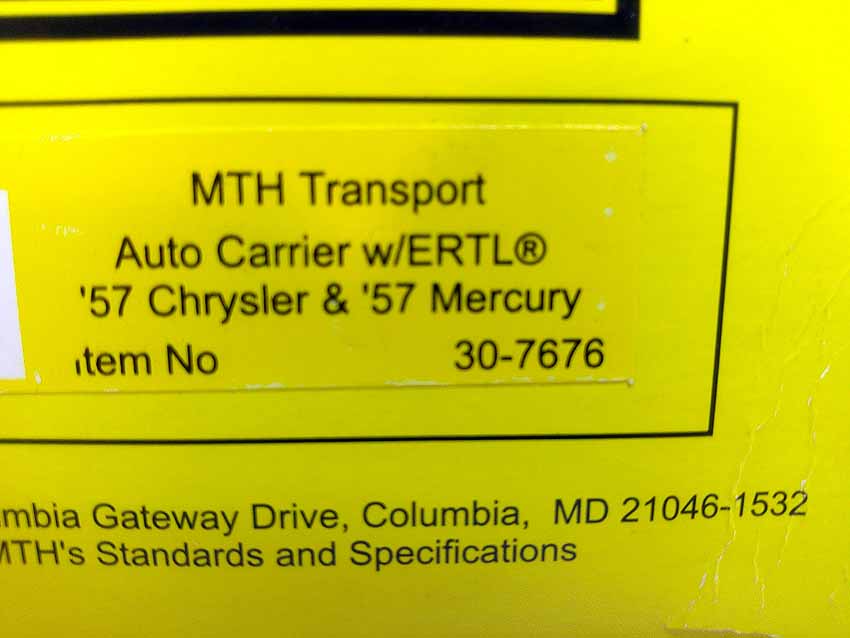 MTH Transport
Auto Carrier w/ERTL®
'57 Chrysler & '57 Mercury
Item No 30-7676
mbia Gateway Drive, Columbia, MD 21046-1532
MTH's Standards and Specifications